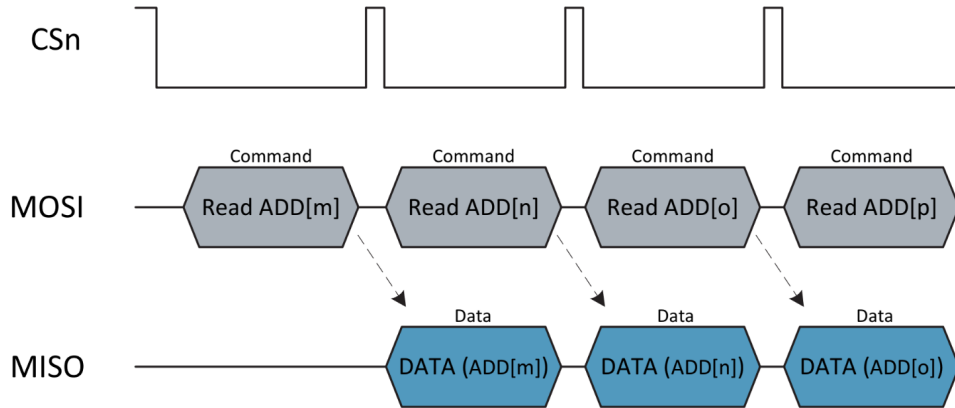 CSn
Command Command Command Command
MOSI Read ADD[m] Read ADD[n] Read ADD[o] Read ADD[p]
Data Data Data
MISO DATA (ADD[m]) DATA (ADD[n]) DATA (ADD[o])